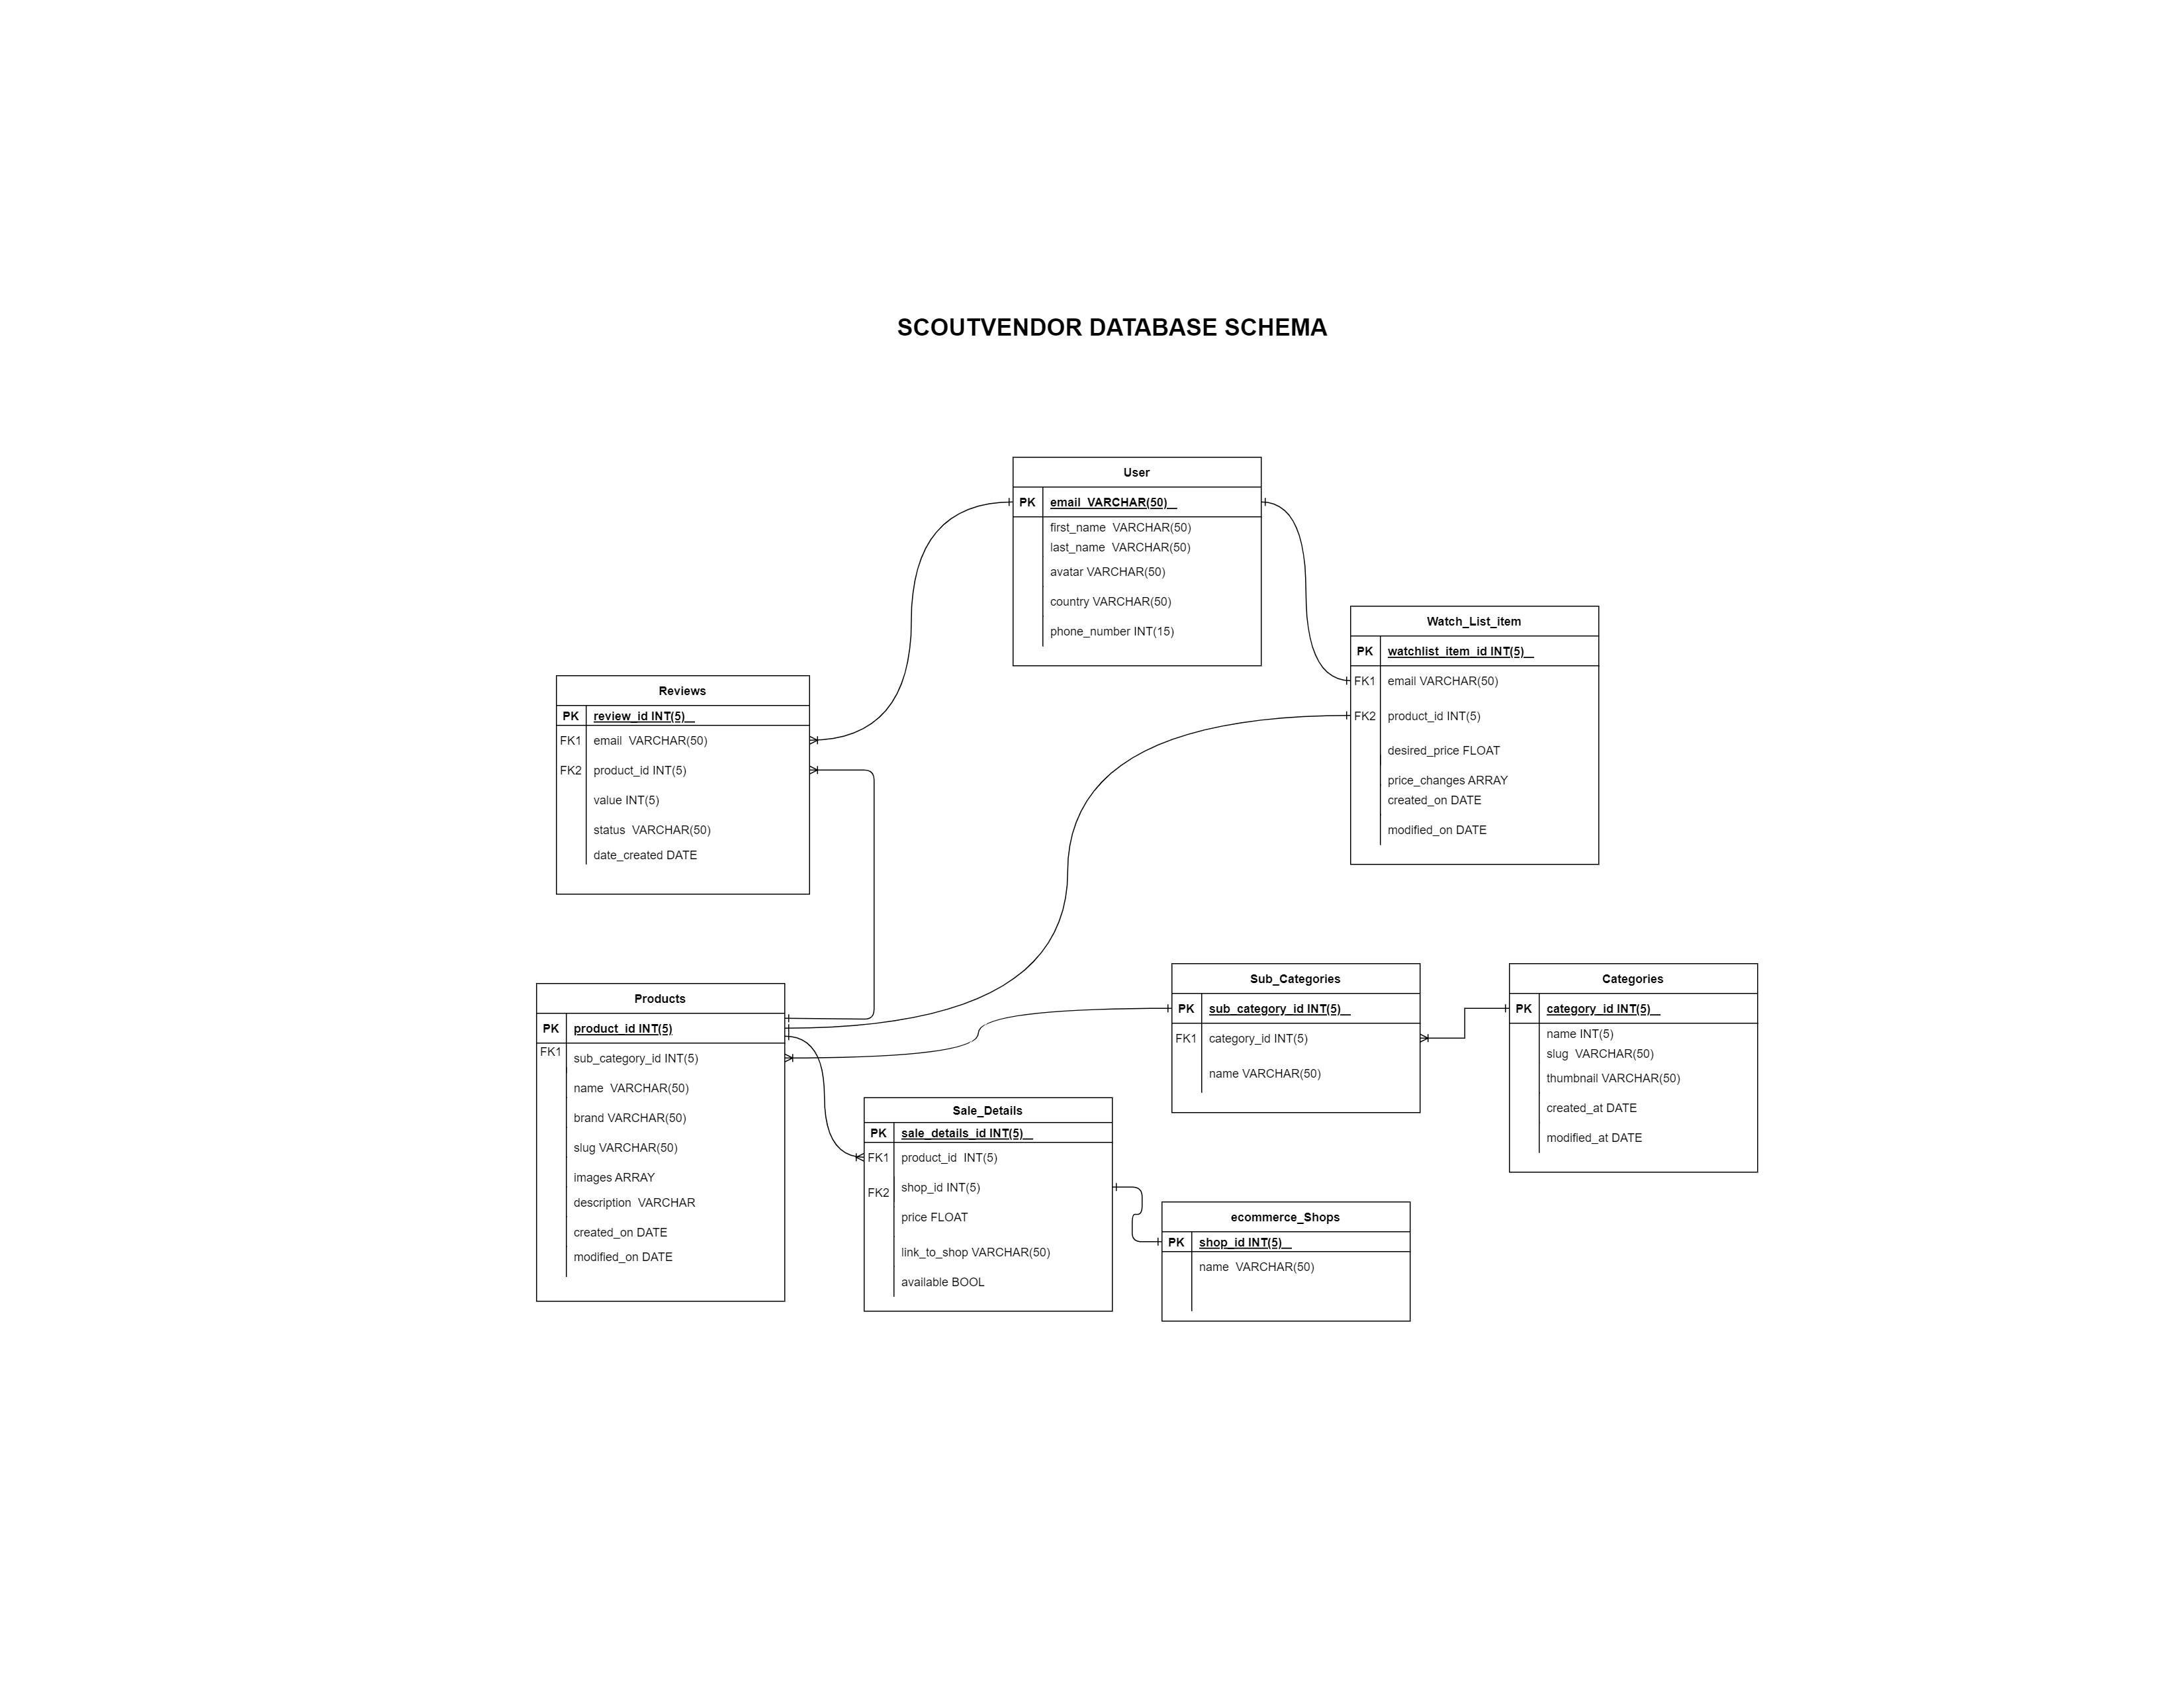 SCOUTVENDOR DATABASE SCHEMA
User
PK email VARCHAR(50)
first_name VARCHAR(50)
last_name VARCHAR(50)
avatar VARCHAR(50)
country VARCHAR(50)
phone_number INT(15)
Watch_List_item
PK watchlist_item_id INT(5)
FK1 email VARCHAR(50)
FK2 product_id INT(5)
desired_price FLOAT
price_changes ARRAY
created_on DATE
modified_on DATE
Reviews
PK review_id INT(5)
FK1 email VARCHAR(50)
FK2 product_id INT(5)
value INT(5)
status VARCHAR(50)
date_created DATE
Products
PK product_id INT(5)
FK1 sub_category_id INT(5)
name VARCHAR(50)
brand VARCHAR(50)
slug VARCHAR(50)
images ARRAY
description VARCHAR
created_on DATE
modified_on DATE
Sub_Categories
PK sub_category_id INT(5)
FK1 category_id INT(5)
name VARCHAR(50)
Categories
PK category_id INT(5)
name INT(5)
slug VARCHAR(50)
thumbnail VARCHAR(50)
created_at DATE
modified_at DATE
Sale_Details
PK sale_details_id INT(5)
FK1 product_id INT(5)
FK2 shop_id INT(5)
price FLOAT
link_to_shop VARCHAR(50)
available BOOL
ecommerce_Shops
PK shop_id INT(5)
name VARCHAR(50)